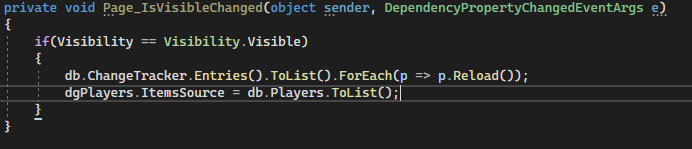 private void Page_IsVisibleChanged(object sender, DependencyPropertyChangedEventArgs e)
{
if(Visibility == Visibility.Visible)
{
db.ChangeTracker.Entries().ToList().ForEach(p => p.Reload());
dgPlayers.ItemsSource = db.Players.ToList();
}
}